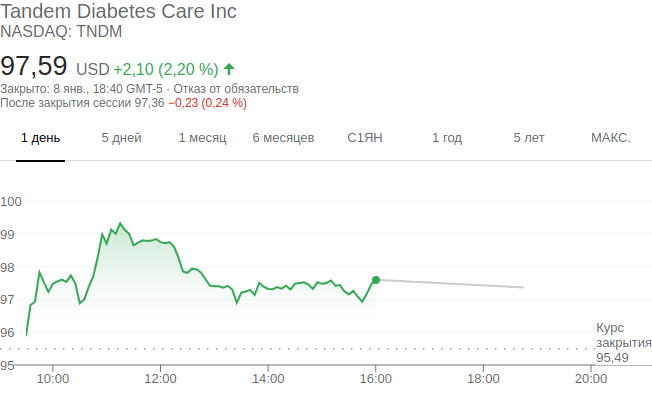 Tandem Diabetes Care Inc
NASDAQ: TNDM
97,59 USD +2,10 (2,20 %)
Закрыто: 8 янв., 18:40 GMT-5 · Отказ от обязательств
После закрытия сессии 97,36 −0,23 (0,24 %)
1 день 5 дней 1 месяц 6 месяцев С1ЯН 1 год 5 лет МАКС.
100
99
98
97
96
95
Курс
закрытия
95,49
10:00 12:00 14:00 16:00 18:00 20:00